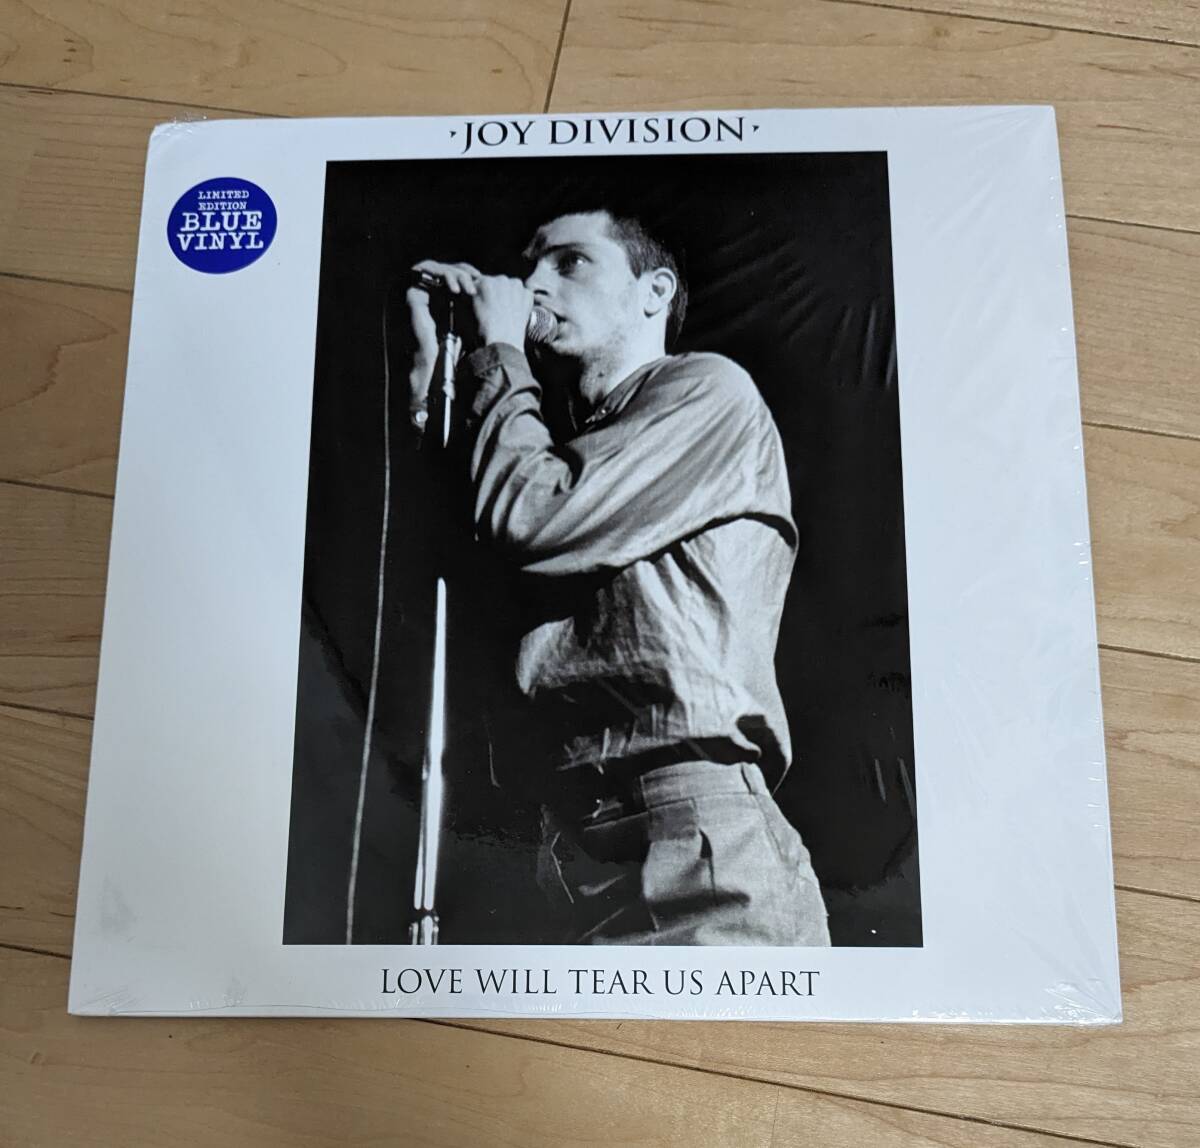 ·JOY DIVISION·
LIMITED
EDITION
BLUE
VINYL
LOVE WILL TEAR US APART